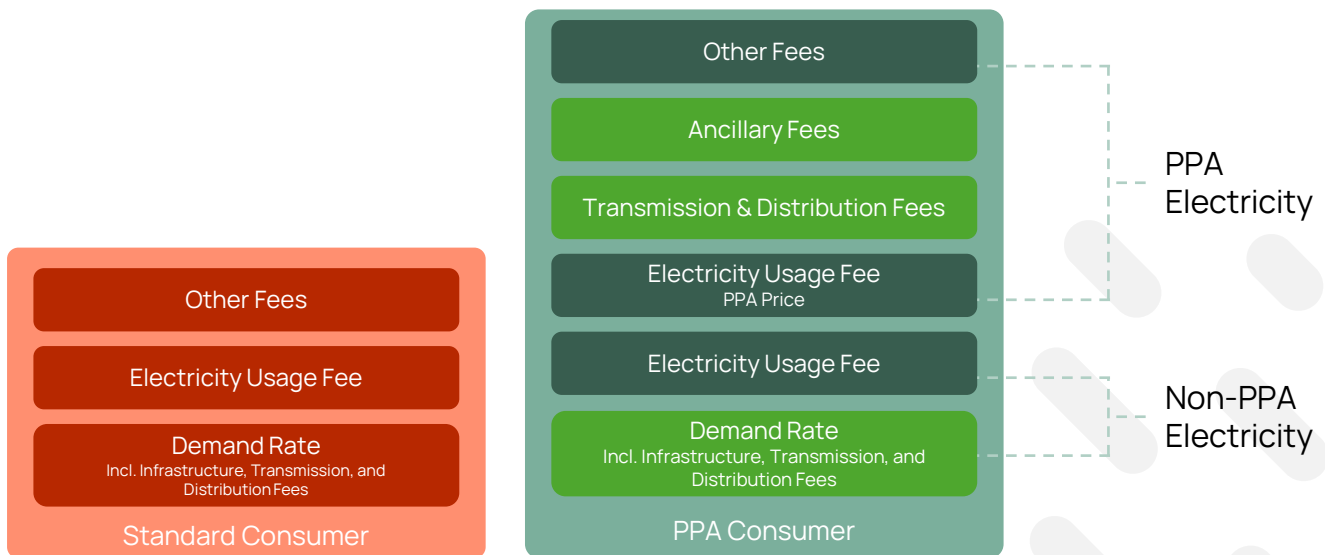 Other Fees
Electricity Usage Fee
Demand Rate
Incl. Infrastructure, Transmission, and
Distribution Fees
Standard Consumer
Other Fees
Ancillary Fees
Transmission & Distribution Fees
Electricity Usage Fee
PPA Price
Electricity Usage Fee
Demand Rate
Incl. Infrastructure, Transmission, and
Distribution Fees
PPA Consumer
PPA
Electricity
Non-PPA
Electricity